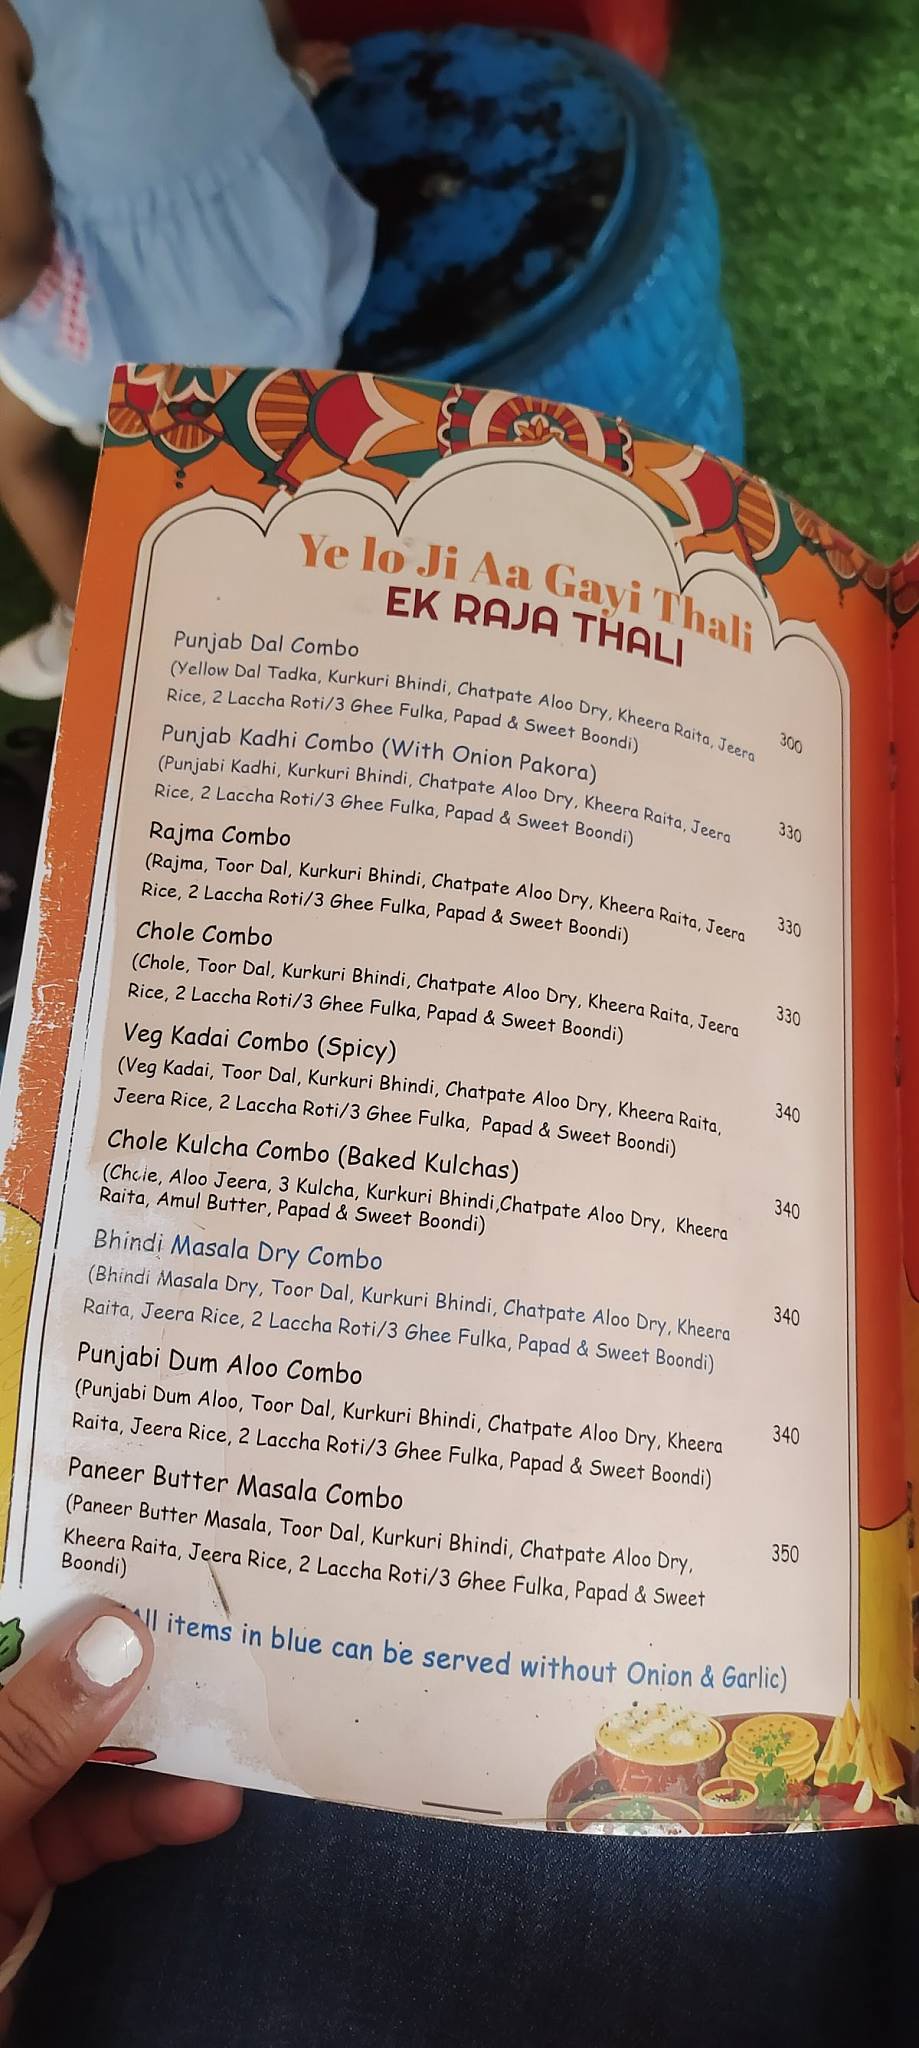 Ye lo Ji Aa Gayi Thali
EK RAJA THALI
Punjab Dal Combo
(Yellow Dal Tadka, Kurkuri Bhindi, Chatpate Aloo Dry, Kheera Raita, Jeera
Rice, 2 Laccha Roti/3 Ghee Fulka, Papad & Sweet Boondi) 300
Punjab Kadhi Combo (With Onion Pakora)
(Punjabi Kadhi, Kurkuri Bhindi, Chatpate Aloo Dry, Kheera Raita, Jeera
Rice, 2 Laccha Roti/3 Ghee Fulka, Papad & Sweet Boondi) 330
Rajma Combo
(Rajma, Toor Dal, Kurkuri Bhindi, Chatpate Aloo Dry, Kheera Raita, Jeera
Rice, 2 Laccha Roti/3 Ghee Fulka, Papad & Sweet Boondi) 330
Chole Combo
(Chole, Toor Dal, Kurkuri Bhindi, Chatpate Aloo Dry, Kheera Raita, Jeera
Rice, 2 Laccha Roti/3 Ghee Fulka, Papad & Sweet Boondi) 330
Veg Kadai Combo (Spicy)
(Veg Kadai, Toor Dal, Kurkuri Bhindi, Chatpate Aloo Dry, Kheera Raita,
Jeera Rice, 2 Laccha Roti/3 Ghee Fulka, Papad & Sweet Boondi) 340
Chole Kulcha Combo (Baked Kulchas)
(Chole, Aloo Jeera, 3 Kulcha, Kurkuri Bhindi,Chatpate Aloo Dry, Kheera
Raita, Amul Butter, Papad & Sweet Boondi) 340
Bhindi Masala Dry Combo
(Bhindi Masala Dry, Toor Dal, Kurkuri Bhindi, Chatpate Aloo Dry, Kheera
Raita, Jeera Rice, 2 Laccha Roti/3 Ghee Fulka, Papad & Sweet Boondi) 340
Punjabi Dum Aloo Combo
(Punjabi Dum Aloo, Toor Dal, Kurkuri Bhindi, Chatpate Aloo Dry, Kheera
Raita, Jeera Rice, 2 Laccha Roti/3 Ghee Fulka, Papad & Sweet Boondi) 340
Paneer Butter Masala Combo
(Paneer Butter Masala, Toor Dal, Kurkuri Bhindi, Chatpate Aloo Dry,
Kheera Raita, Jeera Rice, 2 Laccha Roti/3 Ghee Fulka, Papad & Sweet 350
Boondi)
(All items in blue can be served without Onion & Garlic)